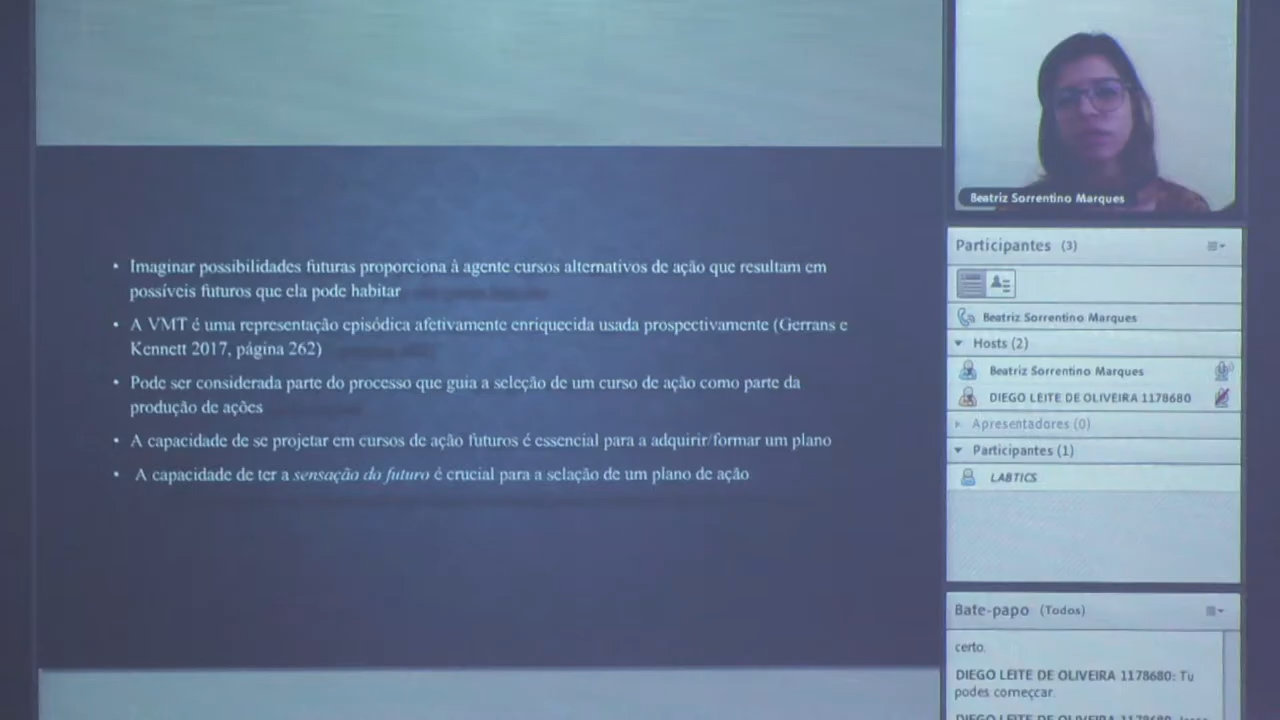 • Imaginar possibilidades futuras proporciona à agente cursos alternativos de ação que resultam em
possíveis futuros que ela pode habitar
• A VMT é uma representação episódica afetivamente enriquecida usada prospectivamente (Gerrans e
Kennett 2017, página 262)
• Pode ser considerada parte do processo que guia a seleção de um curso de ação como parte da
produção de ações
• A capacidade de se projetar em cursos de ação futuros é essencial para a adquirir/formar um plano
• A capacidade de ter a sensação do futuro é crucial para a selação de um plano de ação
Beatriz Sorrentino Marques
Participantes (3)
Beatriz Sorrentino Marques
Hosts (2)
Beatriz Sorrentino Marques
DIEGO LEITE DE OLIVEIRA 1178680
Apresentadores (0)
Participantes (1)
LABTICS
Bate-papo (Todos)
certo.
DIEGO LEITE DE OLIVEIRA 1178680: Tu
podes começcar.
DIEGO LEITE DE OLIVEIRA 1178680: